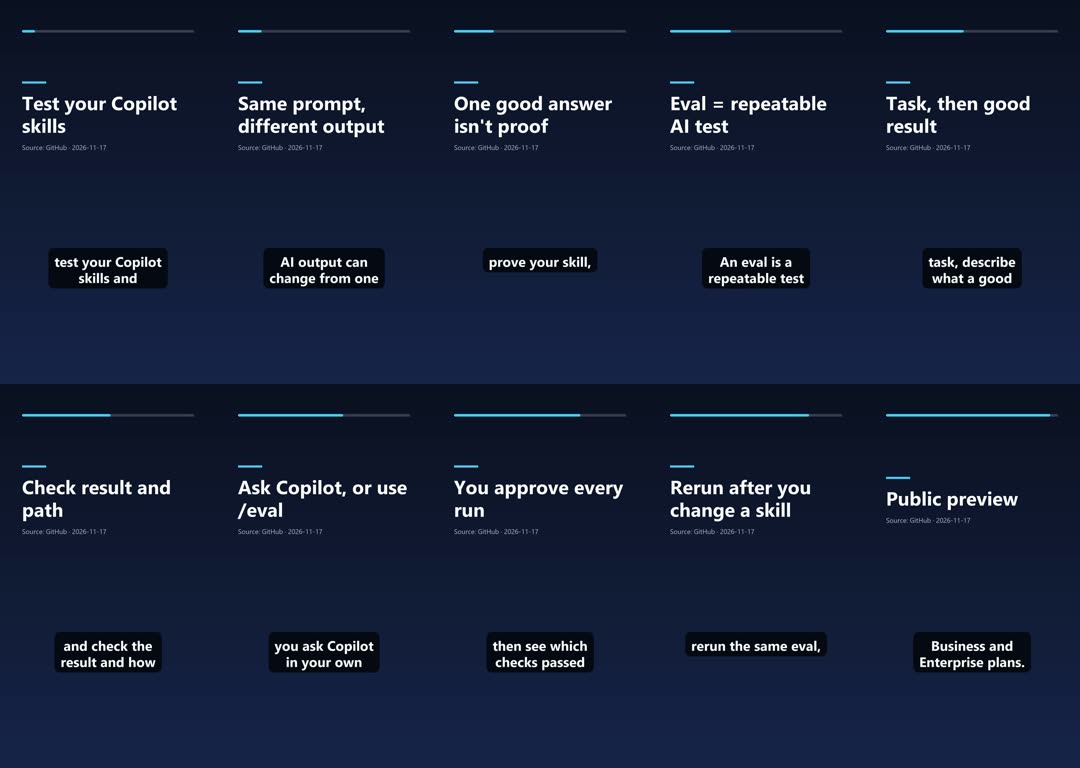 Test your Copilot
skills
Source: GitHub · 2026-11-17
test your Copilot
skills and
Same prompt,
different output
Source: GitHub · 2026-11-17
AI output can
change from one
One good answer
isn't proof
Source: GitHub · 2026-11-17
prove your skill,
Eval = repeatable
AI test
Source: GitHub · 2026-11-17
An eval is a
repeatable test
Task, then good
result
Source: GitHub · 2026-11-17
task, describe
what a good
Check result and
path
Source: GitHub · 2026-11-17
and check the
result and how
Ask Copilot, or use
/eval
Source: GitHub · 2026-11-17
you ask Copilot
in your own
You approve every
run
Source: GitHub · 2026-11-17
then see which
checks passed
Rerun after you
change a skill
Source: GitHub · 2026-11-17
rerun the same eval,
Public preview
Source: GitHub · 2026-11-17
Business and
Enterprise plans.